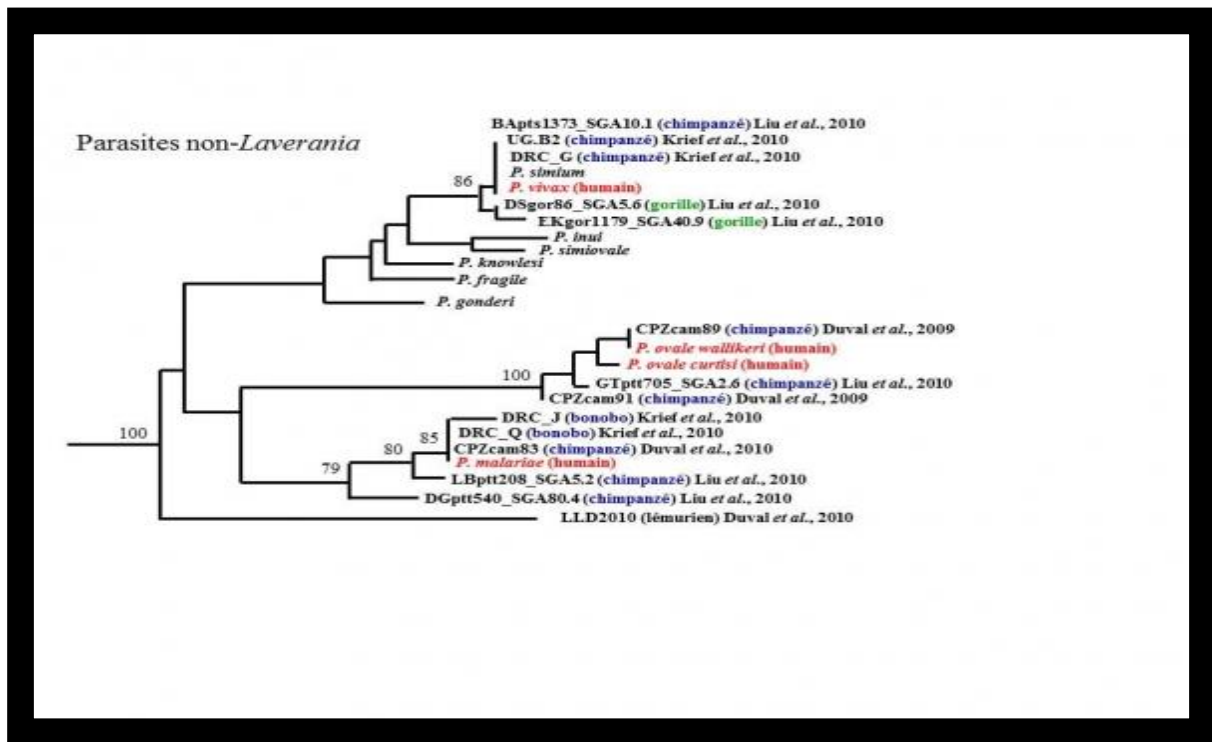 Parasites non-Laverania
BApts1373_SGA10.1 (chimpanzé) Liu et al., 2010
UG.B2 (chimpanzé) Krief et al., 2010
DRC_G (chimpanzé) Krief et al., 2010
P. simium
86
P. vivax (humain)
DSgor86_SGA5.6 (gorille) Liu et al., 2010
EKgor1179_SGA40.9 (gorille) Liu et al., 2010
P. inui
P. simiovale
P. knowlesi
P. fragile
P. gonderi
CPZcam89 (chimpanzé) Duval et al., 2009
P. ovale wallikeri (humain)
P. ovale curtisi (humain)
100
GTptt705_SGA2.6 (chimpanzé) Liu et al., 2010
CPZcam91 (chimpanzé) Duval et al., 2009
DRC_J (bonobo) Krief et al., 2010
100
85
DRC_Q (bonobo) Krief et al., 2010
80
CPZcam83 (chimpanzé) Duval et al., 2010
P. malariae (humain)
79
LBptt208_SGA5.2 (chimpanzé) Liu et al., 2010
DGptt540_SGA80.4 (chimpanzé) Liu et al., 2010
LLD2010 (lémurien) Duval et al., 2010